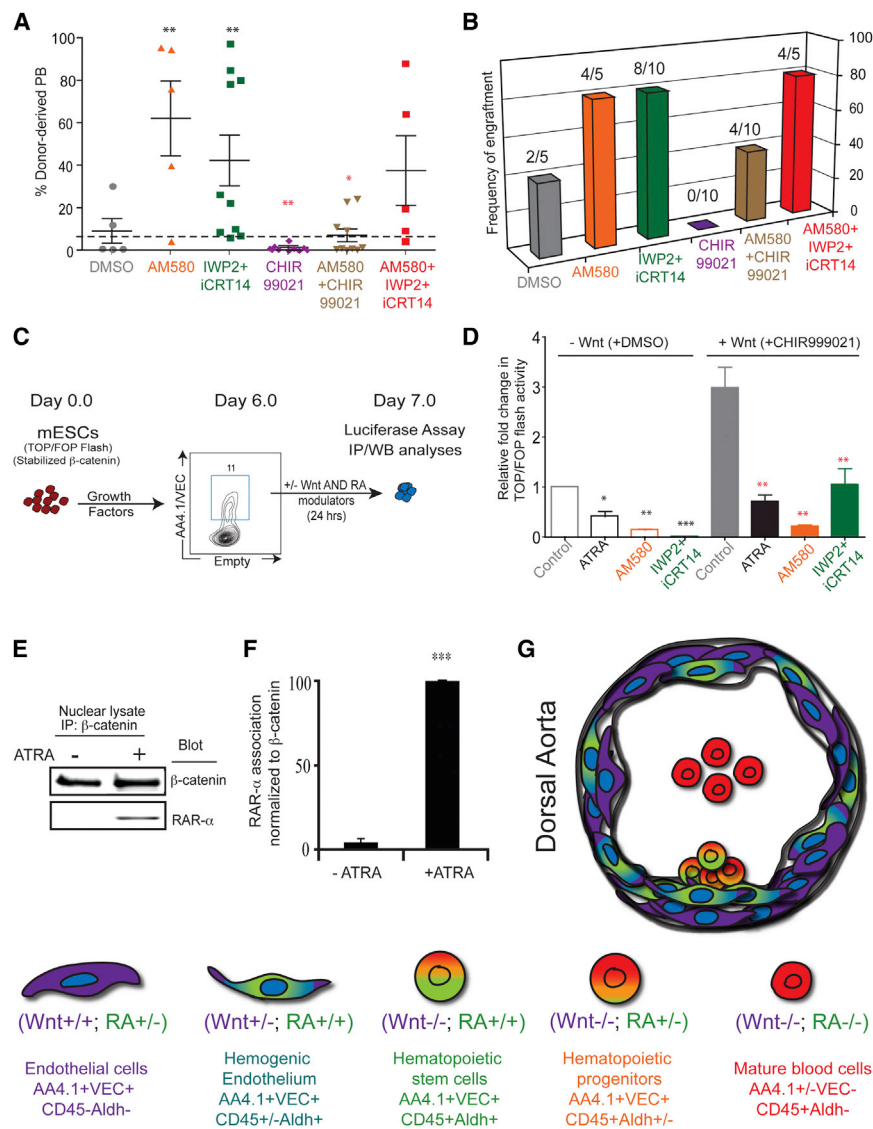 A
% Donor-derived PB
100
80
60
40
20
0
**
**
**
*
DMSO
AM580
IWP2+
iCRT14
CHIR
99021
AM580
+CHIR
99021
AM580+
IWP2+
iCRT14
B
Frequency of engraftment
2/5
4/5
8/10
0/10
4/10
4/5
100
80
60
40
20
0
DMSO
AM580
IWP2+
iCRT14
CHIR
99021
AM580
+CHIR
99021
AM580+
IWP2+
iCRT14
C
Day 0.0
mESCs
(TOP/FOP Flash)
(Stabilized β-catenin)
Growth
Factors
Day 6.0
AA4.1/VEC
11
Empty
+/- Wnt AND RA
modulators
(24 hrs)
Day 7.0
Luciferase Assay
IP/WB analyses
D
Relative fold change in
TOP/FOP flash activity
4
3
2
1
0
- Wnt (+DMSO)
+ Wnt (+CHIR999021)
*
**
***
**
**
**
Control
ATRA
AM580
IWP2+
iCRT14
Control
ATRA
AM580
IWP2+
iCRT14
E
Nuclear lysate
IP: β-catenin
ATRA - + Blot
β-catenin
RAR-α
F
RAR-α association
normalized to β-catenin
100
50
0
***
- ATRA
+ATRA
G
Dorsal Aorta
(Wnt+/+; RA+/-)
Endothelial cells
AA4.1+VEC+
CD45-Aldh-
(Wnt+/-; RA+/+)
Hemogenic
Endothelium
AA4.1+VEC+
CD45+/-Aldh+
(Wnt-/-; RA+/+)
Hematopoietic
stem cells
AA4.1+VEC+
CD45+Aldh+
(Wnt-/-; RA+/-)
Hematopoietic
progenitors
AA4.1+VEC+
CD45+Aldh+/-
(Wnt-/-; RA-/-)
Mature blood cells
AA4.1+/-VEC-
CD45+Aldh-